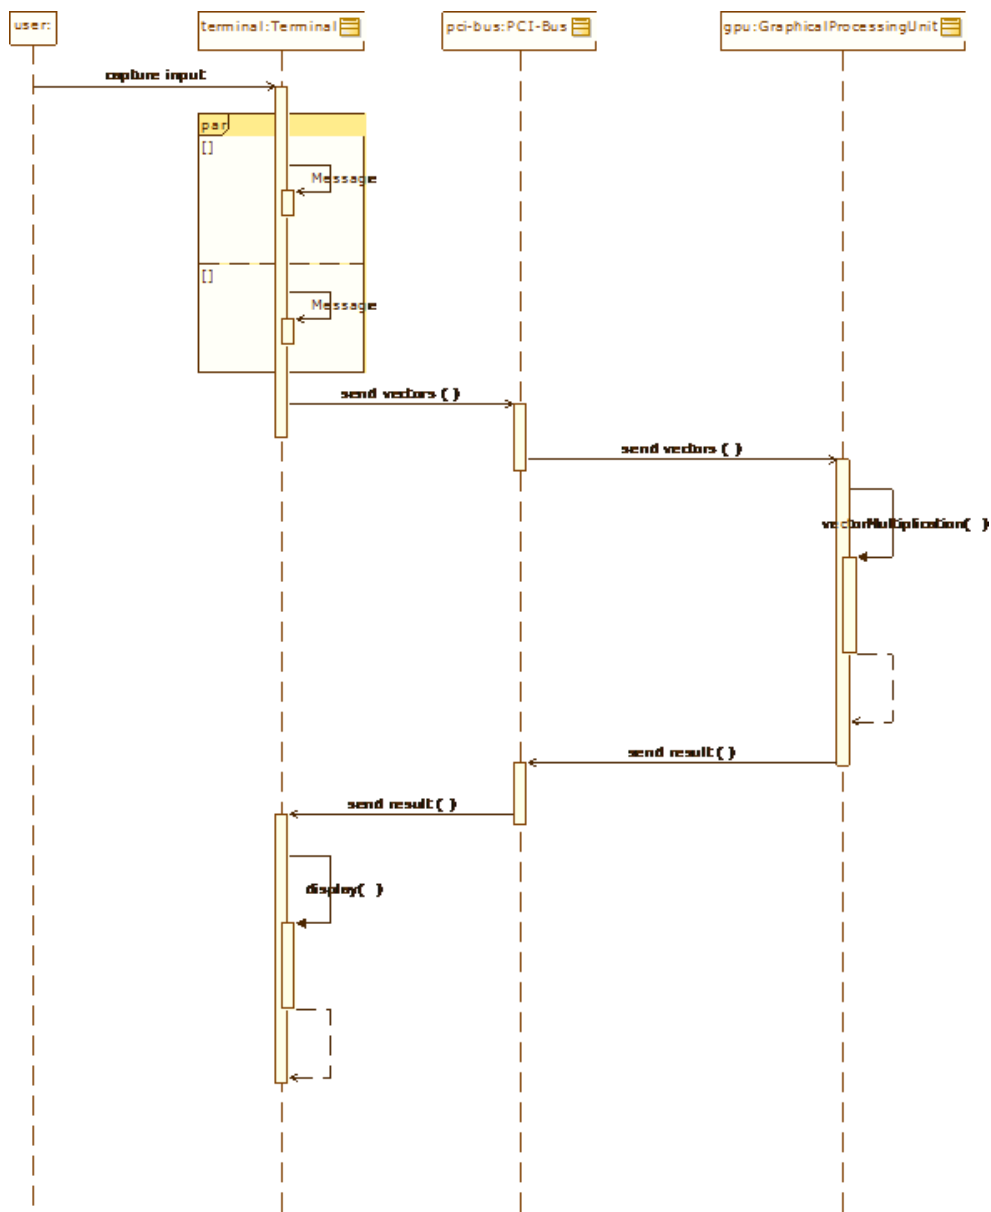 user:
terminal:Terminal
pci-bus:PCI-Bus
gpu:GraphicalProcessingUnit
capture input
par
[]
Message
[]
Message
send vectors ( )
send vectors ( )
vectorMultiplication( )
send result ( )
send result ( )
display( )